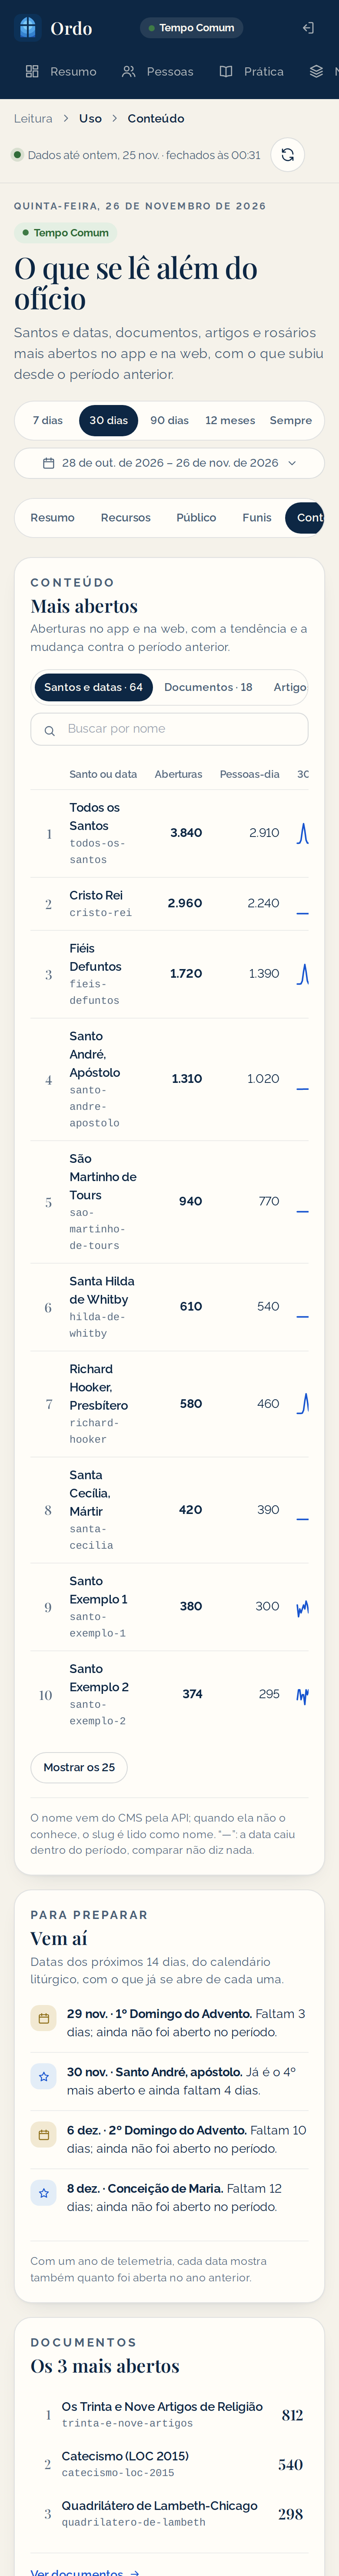 Ordo
Tempo Comum
Resumo
Pessoas
Prática
Leitura > Uso > Conteúdo
Dados até ontem, 25 nov. · fechados às 00:31
QUINTA-FEIRA, 26 DE NOVEMBRO DE 2026
Tempo Comum
O que se lê além do
ofício
Santos e datas, documentos, artigos e rosários
mais abertos no app e na web, com o que subiu
desde o período anterior.
7 dias 30 dias 90 dias 12 meses Sempre
28 de out. de 2026 – 26 de nov. de 2026
Resumo Recursos Público Funis Cont
CONTEÚDO
Mais abertos
Aberturas no app e na web, com a tendência e a
mudança contra o período anterior.
Santos e datas · 64 Documentos · 18 Artigo
Buscar por nome
Santo ou data Aberturas Pessoas-dia 30
Todos os
Santos
1 3.840 2.910
todos-os-
santos
Cristo Rei
2 2.960 2.240
cristo-rei
Fiéis
Defuntos
3 1.720 1.390
fieis-
defuntos
Santo
André,
Apóstolo
4 1.310 1.020
santo-
andre-
apostolo
São
Martinho de
Tours
5 940 770
sao-
martinho-
de-tours
Santa Hilda
de Whitby
6 610 540
hilda-de-
whitby
Richard
Hooker,
Presbítero
7 580 460
richard-
hooker
Santa
Cecília,
Mártir
8 420 390
santa-
cecilia
Santo
Exemplo 1
9 380 300
santo-
exemplo-1
Santo
Exemplo 2
10 374 295
santo-
exemplo-2
Mostrar os 25
O nome vem do CMS pela API; quando ela não o
conhece, o slug é lido como nome. "—": a data caiu
dentro do período, comparar não diz nada.
PARA PREPARAR
Vem aí
Datas dos próximos 14 dias, do calendário
litúrgico, com o que já se abre de cada uma.
29 nov. · 1º Domingo do Advento. Faltam 3
dias; ainda não foi aberto no período.
30 nov. · Santo André, apóstolo. Já é o 4º
mais aberto e ainda faltam 4 dias.
6 dez. · 2º Domingo do Advento. Faltam 10
dias; ainda não foi aberto no período.
8 dez. · Conceição de Maria. Faltam 12
dias; ainda não foi aberto no período.
Com um ano de telemetria, cada data mostra
também quanto foi aberta no ano anterior.
DOCUMENTOS
Os 3 mais abertos
Os Trinta e Nove Artigos de Religião
1 812
trinta-e-nove-artigos
Catecismo (LOC 2015)
2 540
catecismo-loc-2015
Quadrilátero de Lambeth-Chicago
3 298
quadrilatero-de-lambeth
Ver documentos →